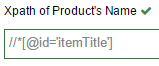 Xpath of Product's Name
//*[@id='itemTitle']